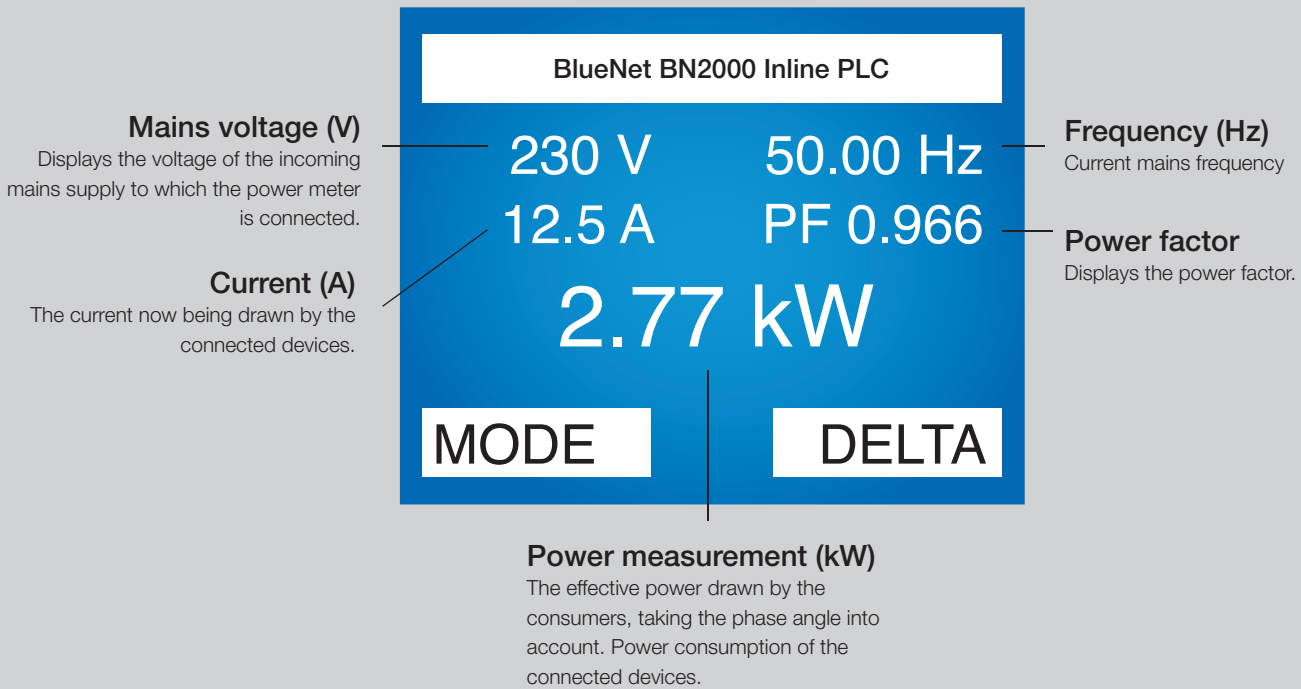 BlueNet BN2000 Inline PLC
Mains voltage (V)
Displays the voltage of the incoming
mains supply to which the power meter
is connected.
Current (A)
The current now being drawn by the
connected devices.
230 V
50.00 Hz
12.5 A
PF 0.966
2.77 kW
MODE
DELTA
Frequency (Hz)
Current mains frequency
Power factor
Displays the power factor.
Power measurement (kW)
The effective power drawn by the
consumers, taking the phase angle into
account. Power consumption of the
connected devices.